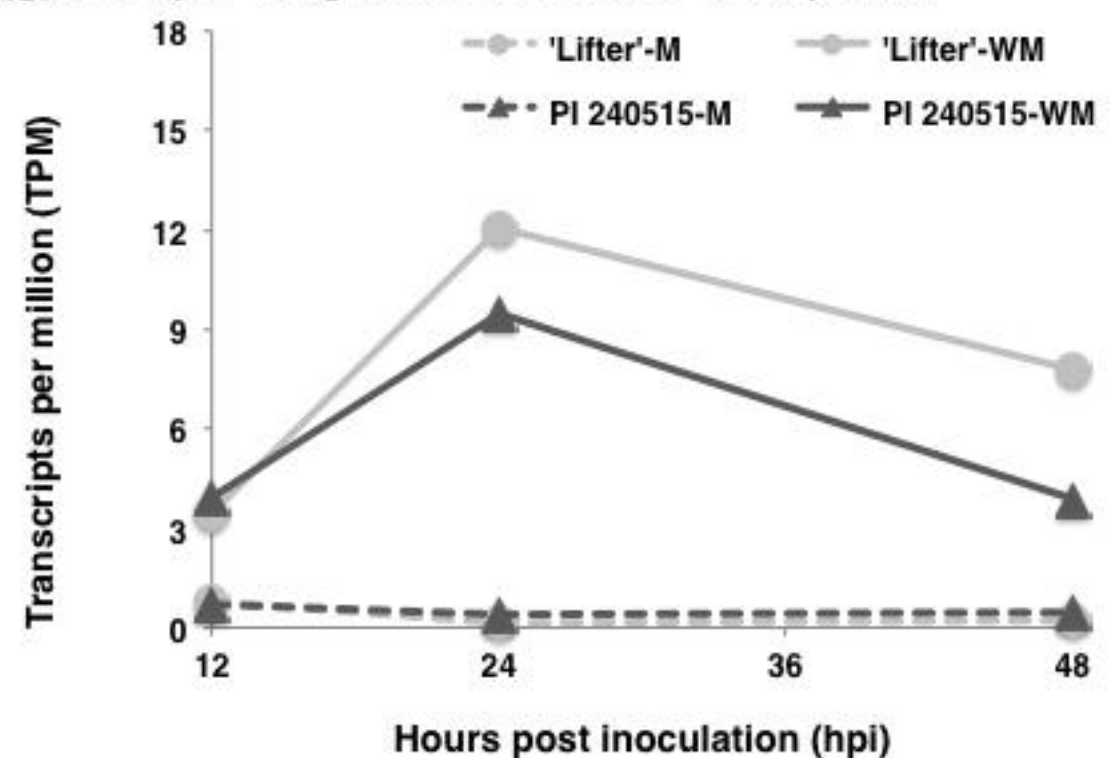 'Lifter'-M 'Lifter'-WM
PI 240515-M PI 240515-WM
Transcripts per million (TPM)
18
15
12
9
6
3
0
12 24 36 48
Hours post inoculation (hpi)